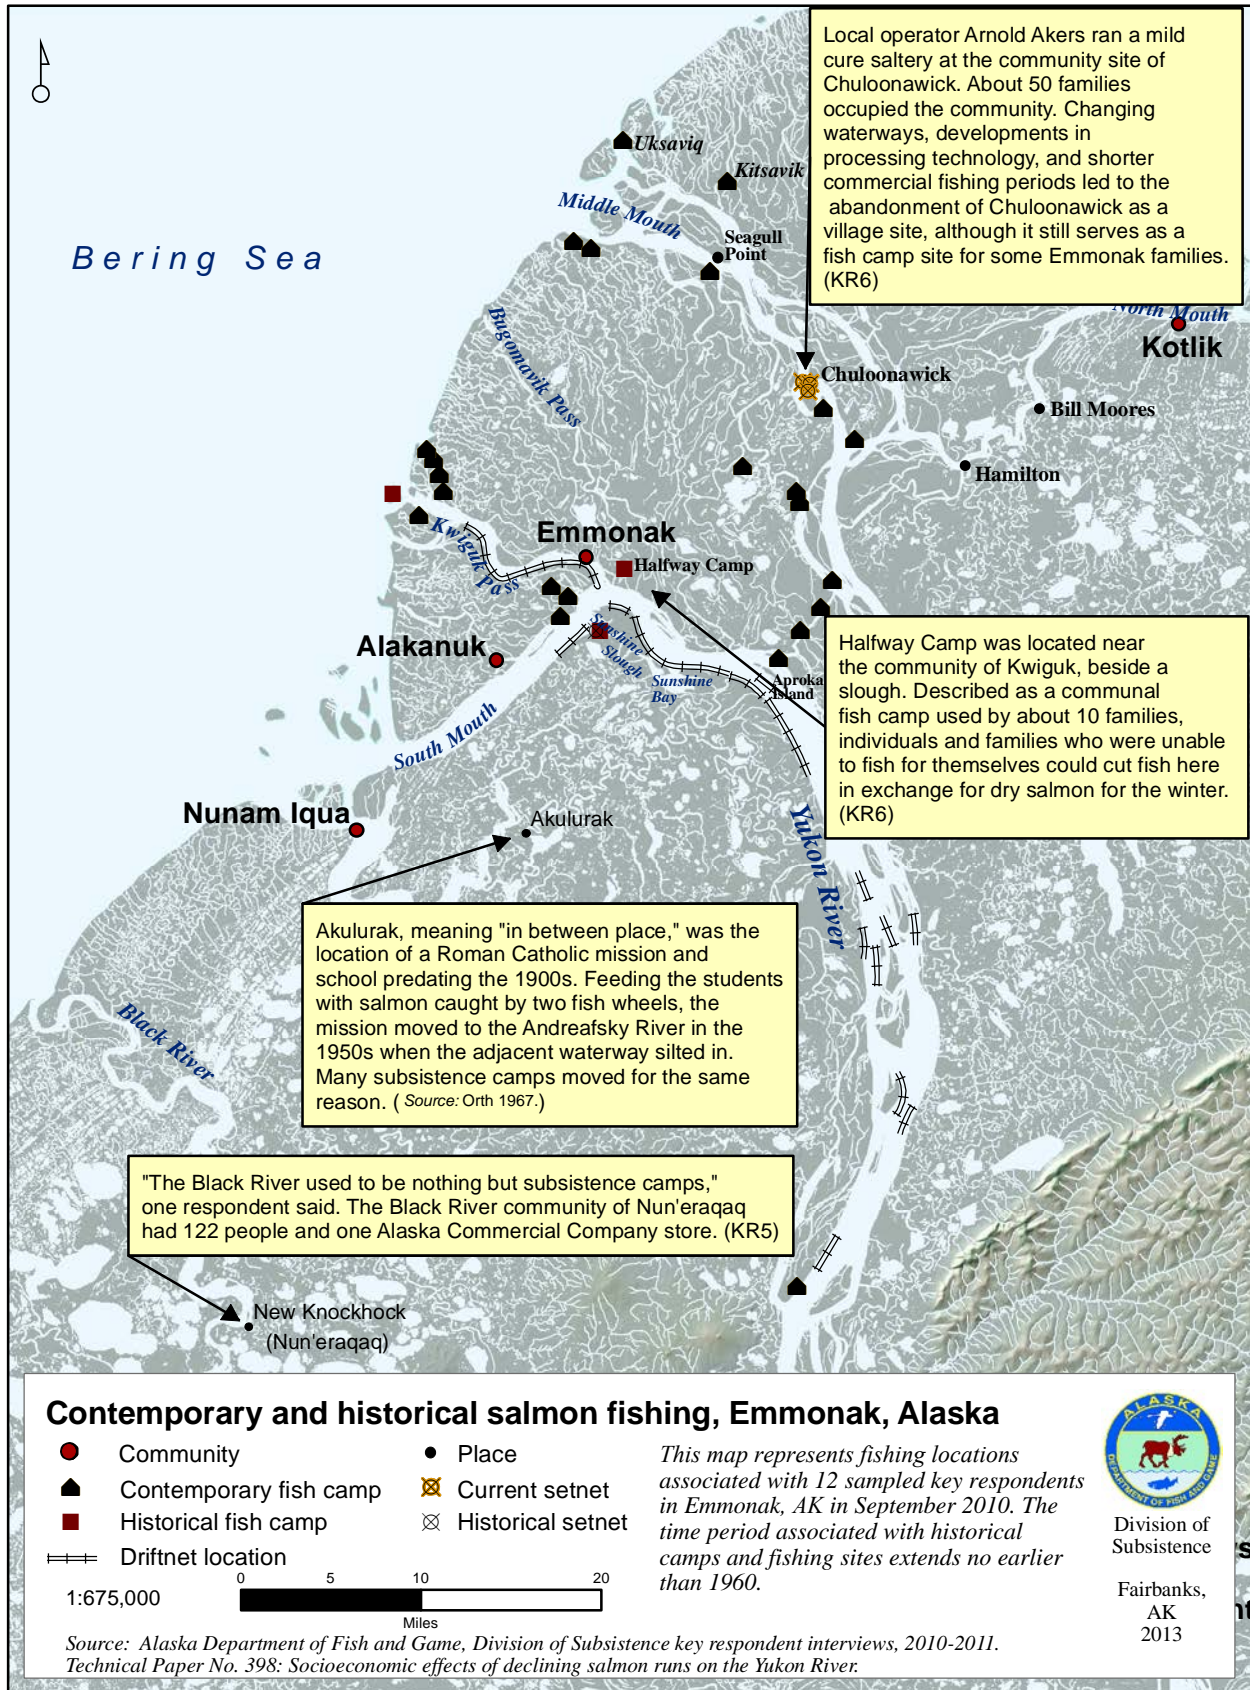 Local operator Arnold Akers ran a mild
cure saltery at the community site of
Chuloonawick. About 50 families
occupied the community. Changing
waterways, developments in
processing technology, and shorter
commercial fishing periods led to the
abandonment of Chuloonawick as a
village site, although it still serves as a
fish camp site for some Emmonak families.
(KR6)
Uksaviq
Kitsavik
Middle Mouth
Seagull
Point
Bering Sea
North Mouth
Kotlik
Bugomavik Pass
Chuloonawick
Bill Moores
Hamilton
Kwiguk Pass
Emmonak
Halfway Camp
Alakanuk
Sunshine
Slough
Sunshine
Bay
Aproka
Island
South Mouth
Halfway Camp was located near
the community of Kwiguk, beside a
slough. Described as a communal
fish camp used by about 10 families,
individuals and families who were unable
to fish for themselves could cut fish here
in exchange for dry salmon for the winter.
(KR6)
Nunam Iqua
Akulurak
Yukon River
Akulurak, meaning "in between place," was the
location of a Roman Catholic mission and
school predating the 1900s. Feeding the students
with salmon caught by two fish wheels, the
mission moved to the Andreafsky River in the
1950s when the adjacent waterway silted in.
Many subsistence camps moved for the same
reason. ( Source: Orth 1967.)
Black River
"The Black River used to be nothing but subsistence camps,"
one respondent said. The Black River community of Nun'eraqaq
had 122 people and one Alaska Commercial Company store. (KR5)
New Knockhock
(Nun'eraqaq)
Contemporary and historical salmon fishing, Emmonak, Alaska
Community
Contemporary fish camp
Historical fish camp
Driftnet location
Place
Current setnet
Historical setnet
This map represents fishing locations
associated with 12 sampled key respondents
in Emmonak, AK in September 2010. The
time period associated with historical
camps and fishing sites extends no earlier
than 1960.
ALASKA
DEPARTMENT OF FISH AND GAME
Division of
Subsistence
Fairbanks,
AK
2013
1:675,000
0 5 10 20
Miles
Source: Alaska Department of Fish and Game, Division of Subsistence key respondent interviews, 2010-2011.
Technical Paper No. 398: Socioeconomic effects of declining salmon runs on the Yukon River.